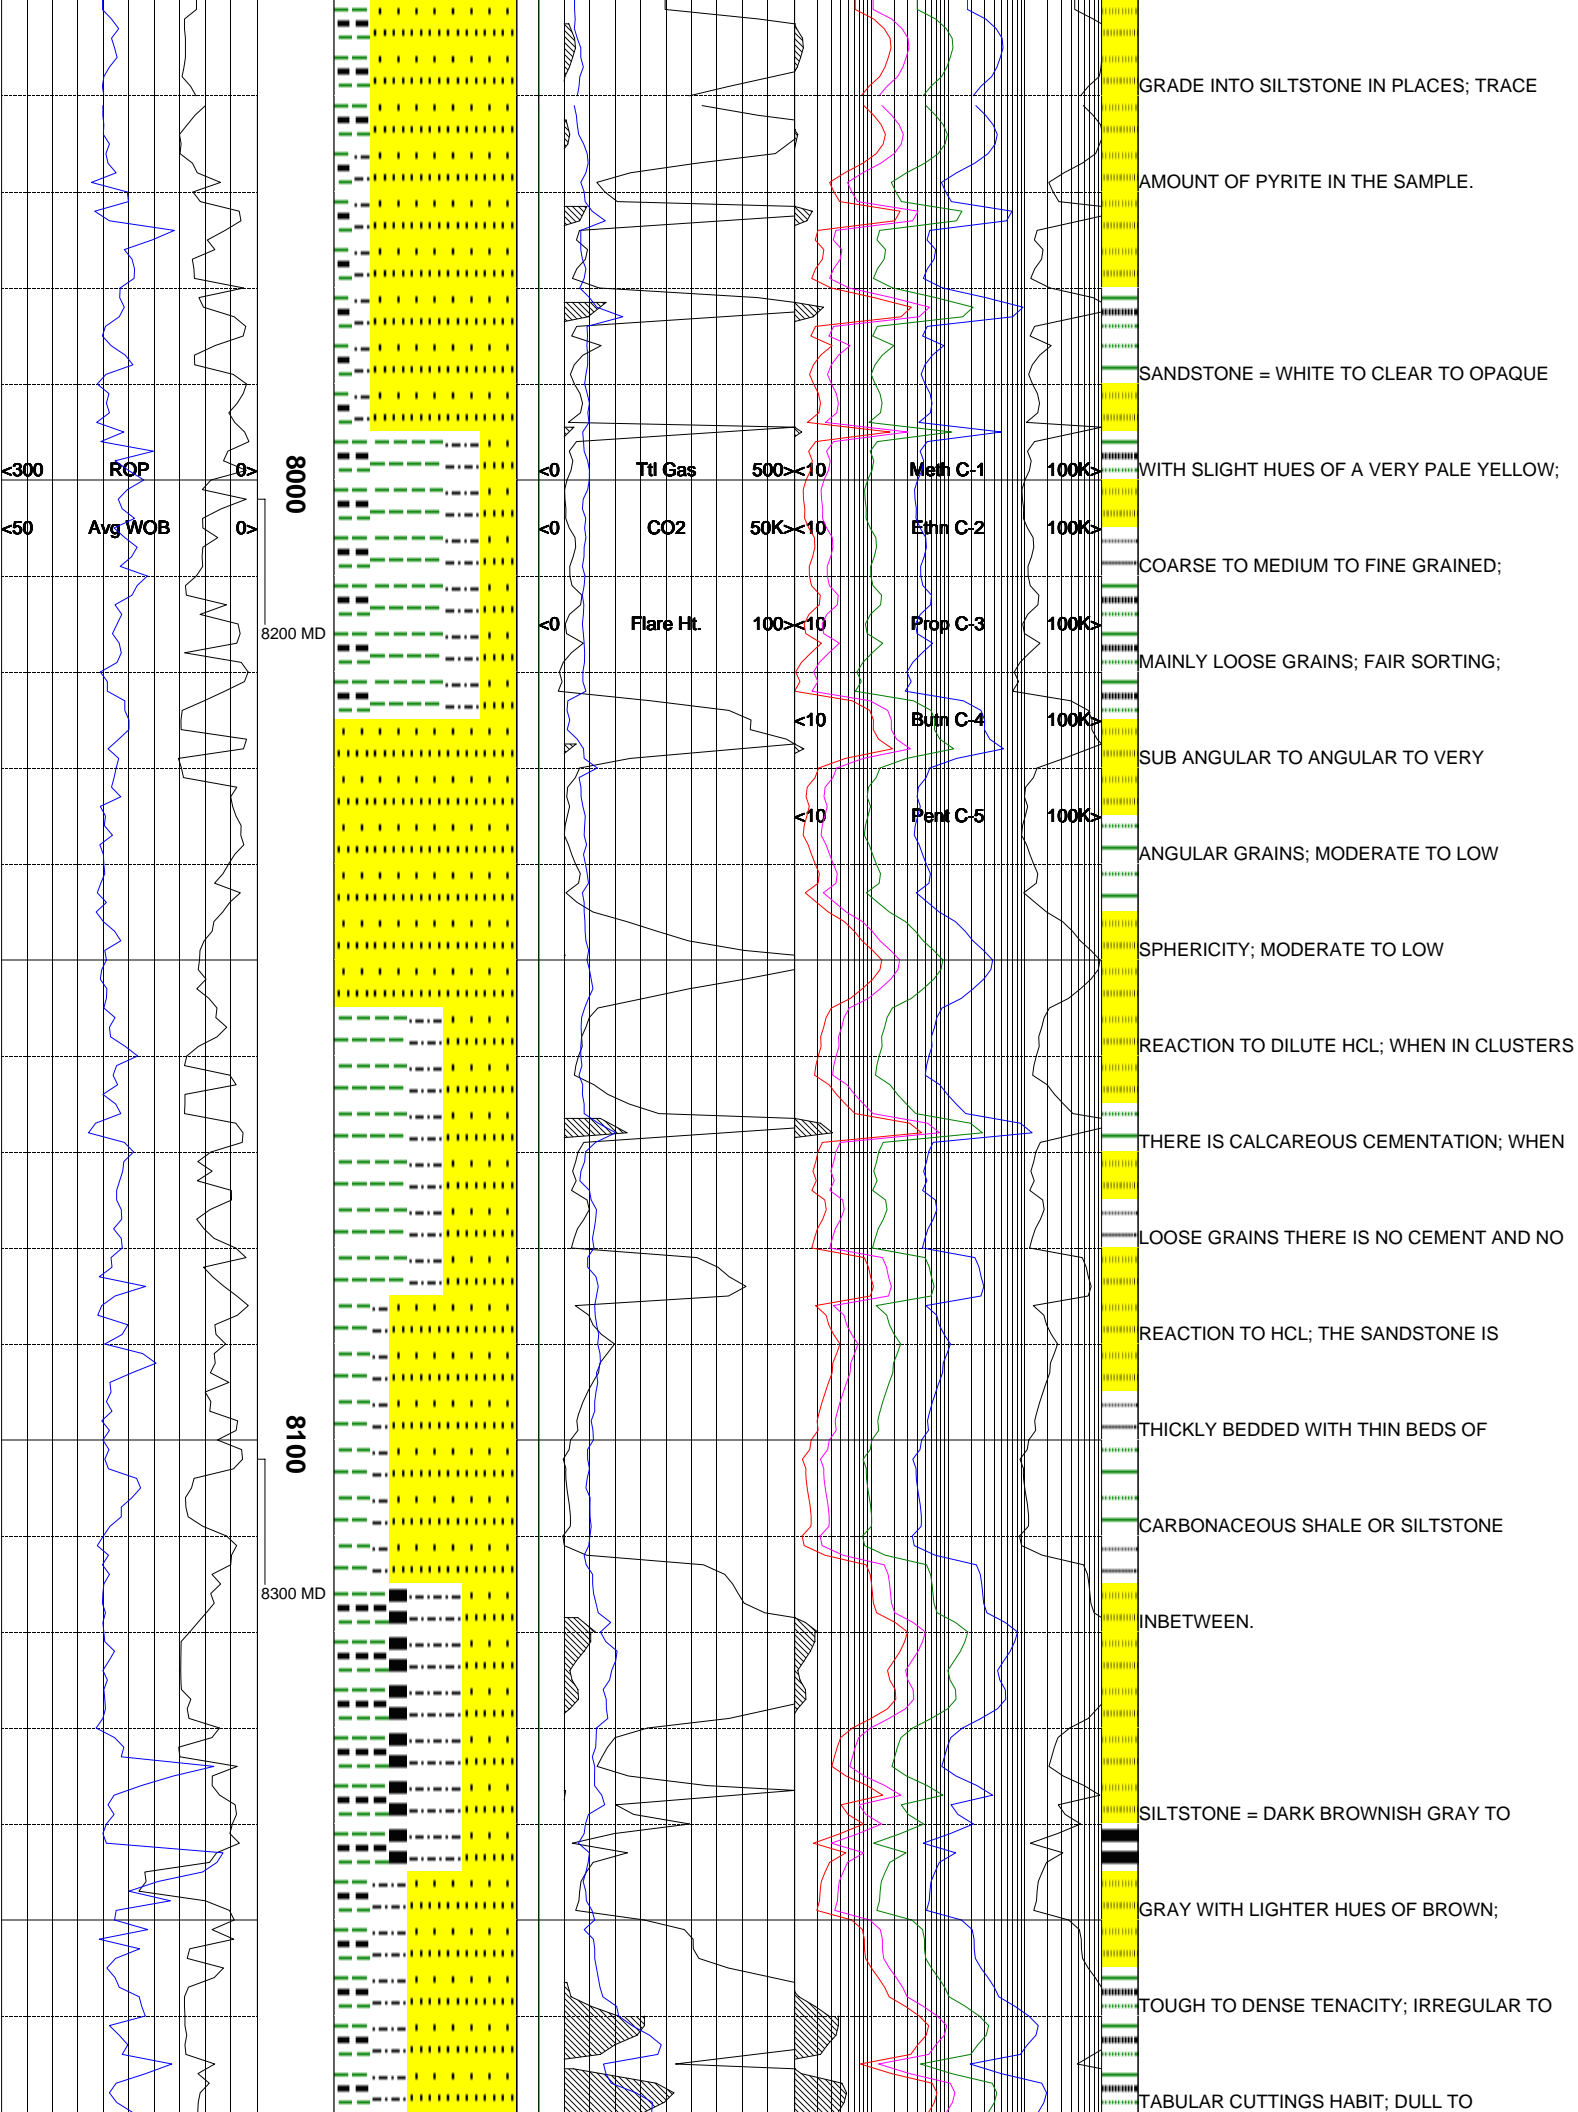 GRADE INTO SILTSTONE IN PLACES; TRACE
AMOUNT OF PYRITE IN THE SAMPLE.
SANDSTONE = WHITE TO CLEAR TO OPAQUE
<300 ROP 0> 8000 <0 Ttl Gas 500> <10 Meth C-1 100K> WITH SLIGHT HUES OF A VERY PALE YELLOW;
<50 Avg WOB 0> <0 CO2 50K> <10 Ethn C-2 100K>
COARSE TO MEDIUM TO FINE GRAINED;
8200 MD <0 Flare Ht. 100> <10 Prop C-3 100K>
MAINLY LOOSE GRAINS; FAIR SORTING;
<10 Butn C-4 100K>
SUB ANGULAR TO ANGULAR TO VERY
<10 Pent C-5 100K>
ANGULAR GRAINS; MODERATE TO LOW
SPHERICITY; MODERATE TO LOW
REACTION TO DILUTE HCL; WHEN IN CLUSTERS
THERE IS CALCAREOUS CEMENTATION; WHEN
LOOSE GRAINS THERE IS NO CEMENT AND NO
REACTION TO HCL; THE SANDSTONE IS
8100 THICKLY BEDDED WITH THIN BEDS OF
CARBONACEOUS SHALE OR SILTSTONE
8300 MD
INBETWEEN.
SILTSTONE = DARK BROWNISH GRAY TO
GRAY WITH LIGHTER HUES OF BROWN;
TOUGH TO DENSE TENACITY; IRREGULAR TO
TABULAR CUTTINGS HABIT; DULL TO